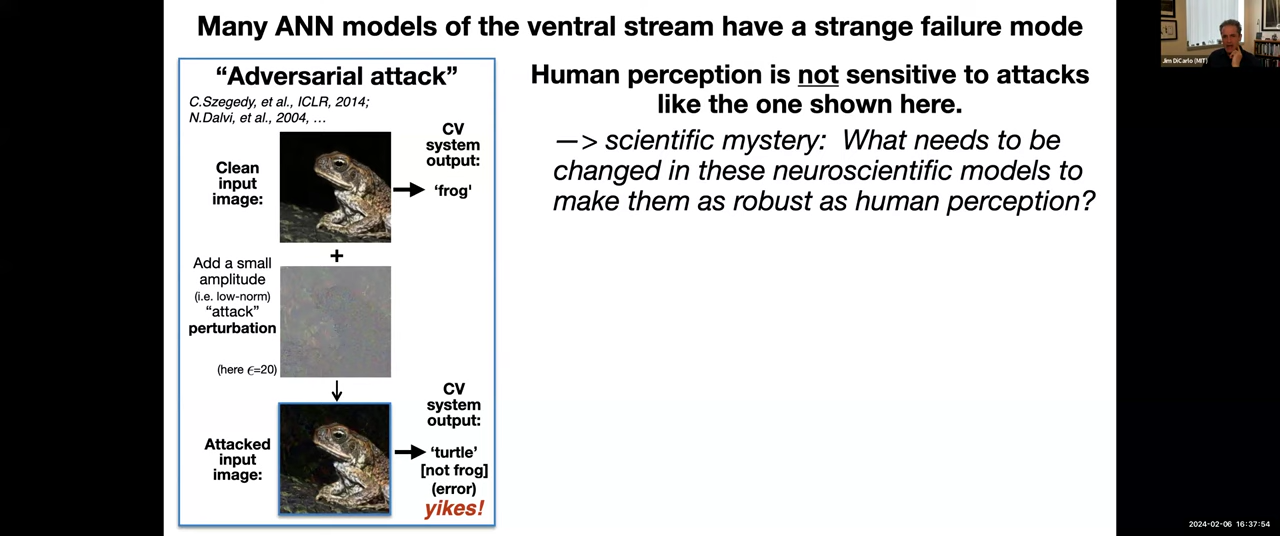 Many ANN models of the ventral stream have a strange failure mode
“Adversarial attack”
C.Szegedy, et al., ICLR, 2014;
N.Dalvi, et al., 2004, …
Clean
input
image:
CV
system
output:
‘frog'
+
Add a small
amplitude
(i.e. low-norm)
“attack”
perturbation
(here ϵ=20)
Attacked
input
image:
CV
system
output:
‘turtle’
[not frog]
(error)
yikes!
Human perception is not sensitive to attacks
like the one shown here.
—> scientific mystery: What needs to be
changed in these neuroscientific models to
make them as robust as human perception?
Jim DiCarlo (MIT)
2024-02-06 16:37:54